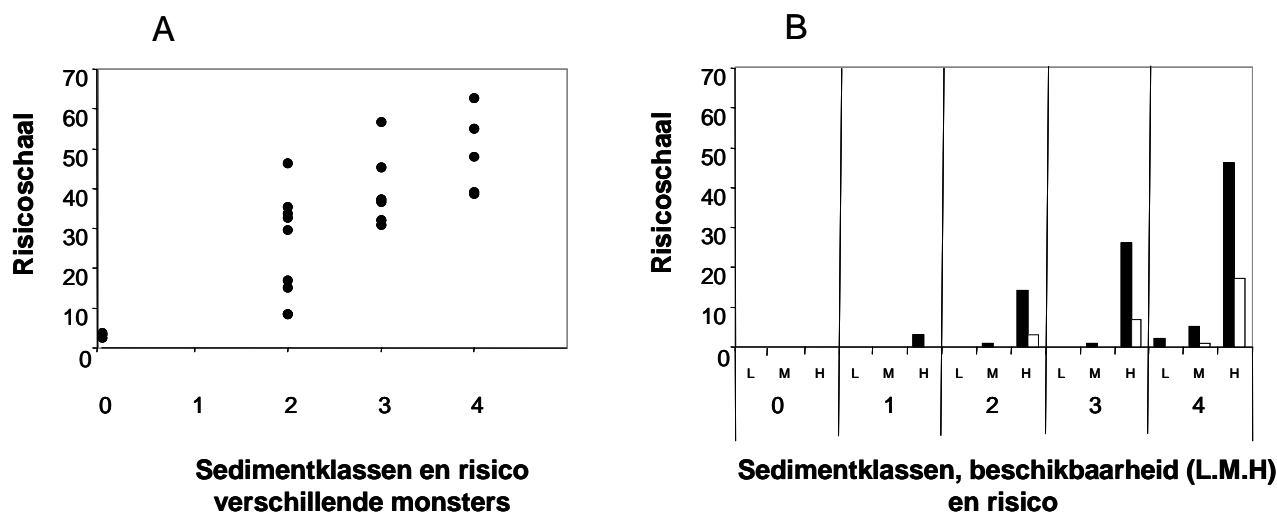 A
Risicoschaal
70
60
50
40
30
20
10
0
0 1 2 3 4
Sedimentklassen en risico
verschillende monsters
B
Risicoschaal
70
60
50
40
30
20
10
0
L M H L M H L M H L M H L M H
0 1 2 3 4
Sedimentklassen, beschikbaarheid (L.M.H)
en risico